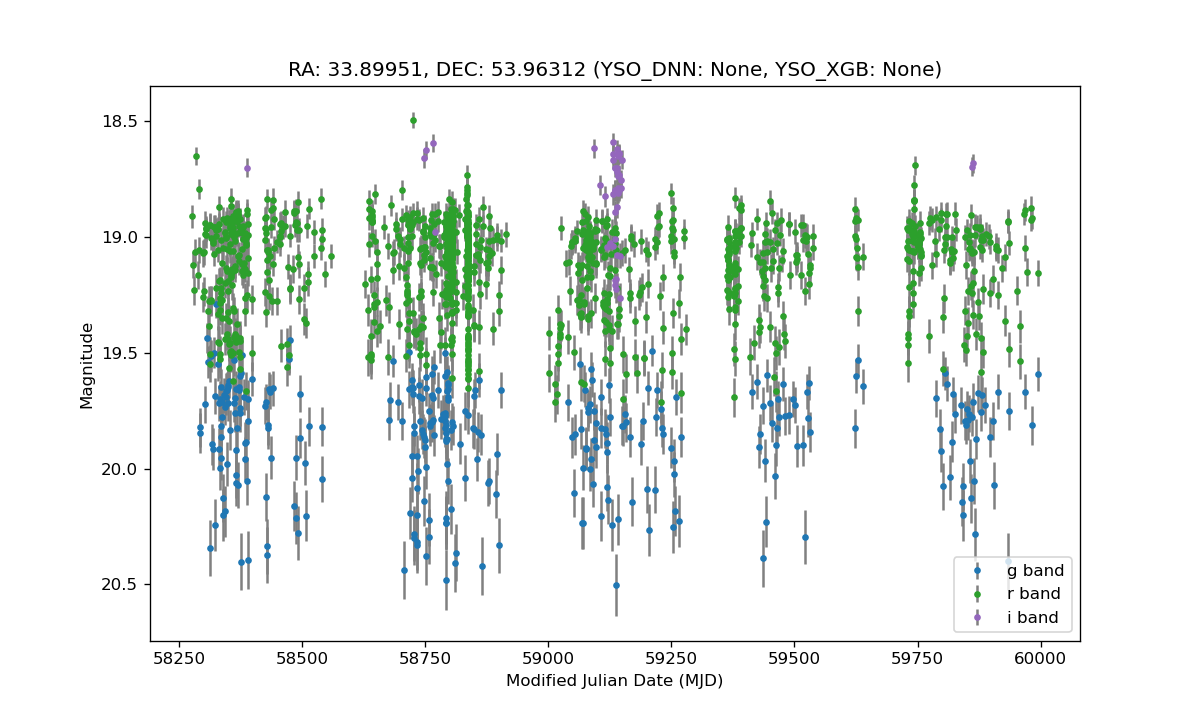 RA: 33.89951, DEC: 53.96312 (YSO_DNN: None, YSO_XGB: None)
Magnitude
18.5
19.0
19.5
20.0
20.5
58250 58500 58750 59000 59250 59500 59750 60000
Modified Julian Date (MJD)
g band
r band
i band